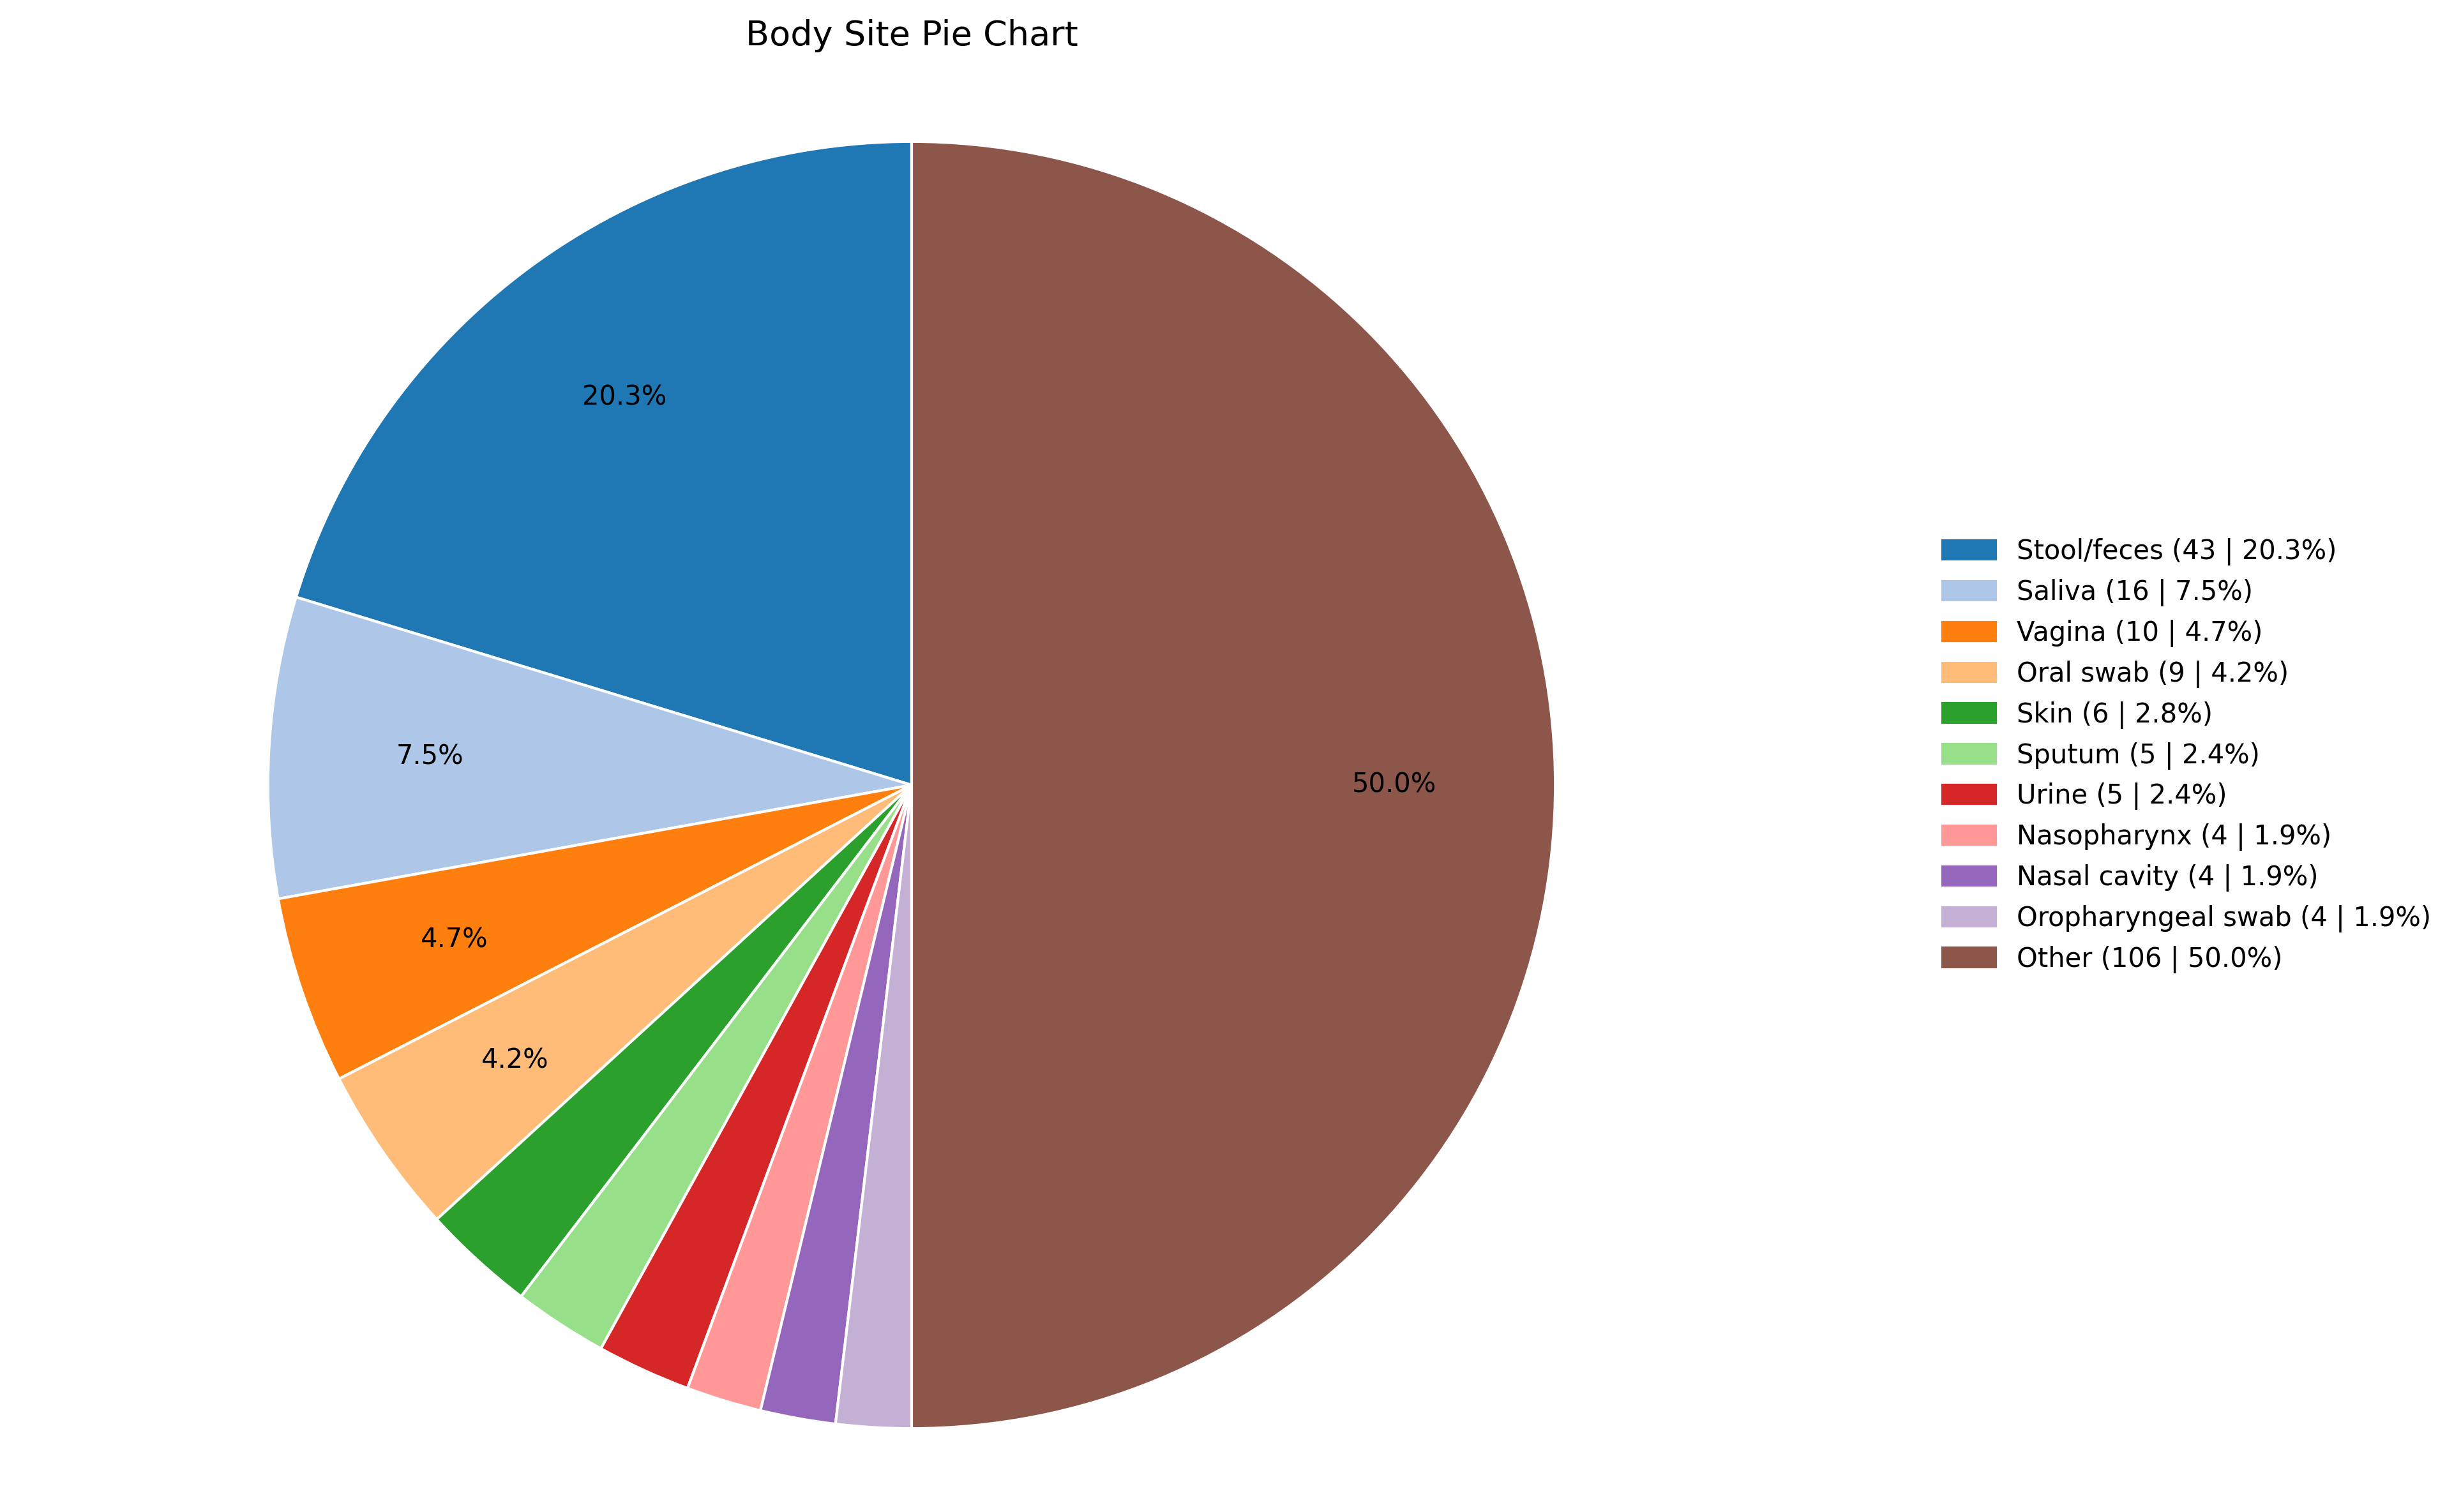 Body Site Pie Chart
20.3%
7.5%
4.7%
4.2%
50.0%
Stool/feces (43 | 20.3%)
Saliva (16 | 7.5%)
Vagina (10 | 4.7%)
Oral swab (9 | 4.2%)
Skin (6 | 2.8%)
Sputum (5 | 2.4%)
Urine (5 | 2.4%)
Nasopharynx (4 | 1.9%)
Nasal cavity (4 | 1.9%)
Oropharyngeal swab (4 | 1.9%)
Other (106 | 50.0%)